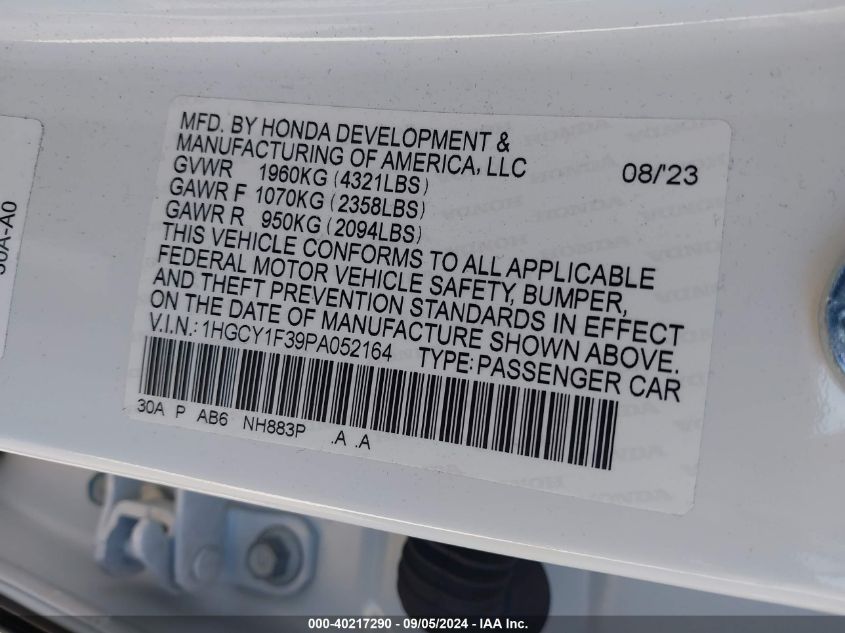 MFD. BY HONDA DEVELOPMENT &
MANUFACTURING OF AMERICA, LLC 08/'23
GVWR 1960KG (4321LBS)
GAWR F 1070KG (2358LBS)
GAWR R 950KG (2094LBS)
THIS VEHICLE CONFORMS TO ALL APPLICABLE
FEDERAL MOTOR VEHICLE SAFETY, BUMPER,
AND THEFT PREVENTION STANDARDS IN EFFECT
ON THE DATE OF MANUFACTURE SHOWN ABOVE.
V.I.N.: 1HGCY1F39PA052164 TYPE: PASSENGER CAR
30A P AB6 NH883P .A .A
000-40217290 - 09/05/2024 - IAA Inc.